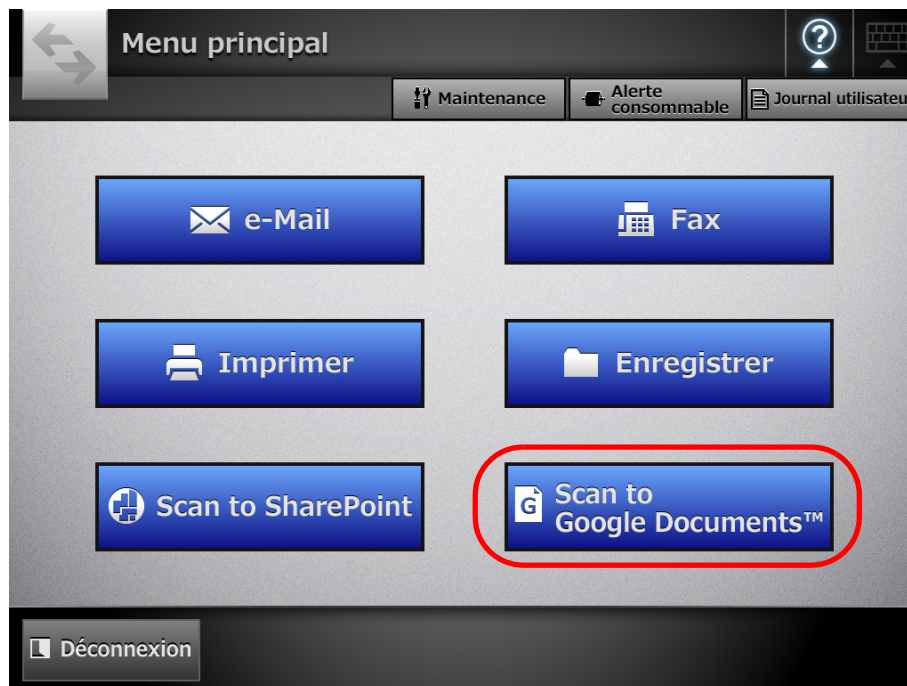 Menu principal
?
Maintenance
Alerte
consommable
Journal utilisateu
e-Mail
Fax
Imprimer
Enregistrer
Scan to SharePoint
G
Scan to
Google Documents™
Déconnexion